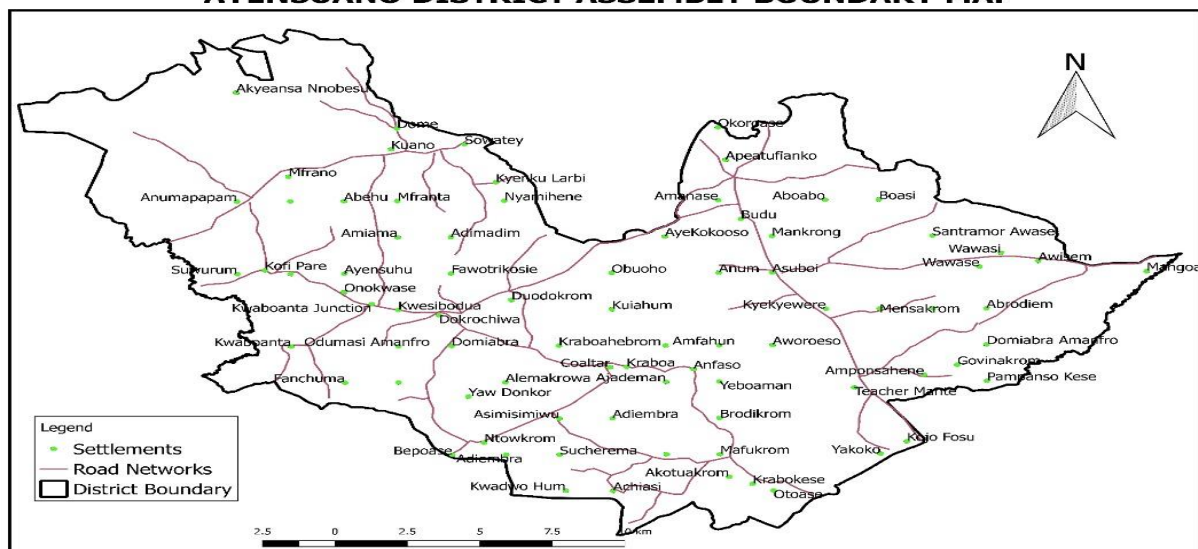 AYENSUANO DISTRICT ASSEMBLY BOUNDARY MAP
N
Akyeansa Nnobesu
Dome
Okorase
Kuano
Sowatey
Apeatufianko
Mfrano
Kyenku Larbi
Anumapapam
Abehu
Mfranta
Nyamihene
Amanase
Aboabo
Boasi
Budu
Amiama
Adimadim
AyeKokooso
Mankrong
Santramor Awase
Wawasi
Kofi Pare
Ayensuhu
Fawotrikosie
Obuoho
Anum
Asuboi
Wawase
Awisem
Mangoa
Onokwase
Duodokrom
Kwaboanta Junction
Kwesibodua
Kuiahum
Kyekyewere
Mensakrom
Abrodiem
Dokrochiwa
Kwaboanta
Odumasi Amanfro
Domiabra
Kraboahebrom
Amfahun
Aworoeso
Domiabra Amanfro
Coaltar
Kraboa
Anfaso
Govinakrom
Amponsahene
Fanchuma
Alemakrowa
Ajademan
Yeboaman
Pampanso Kese
Teacher Mante
Yaw Donkor
Asimisimiwu
Adiembra
Brodikrom
Ntowkrom
Kojo Fosu
Bepoase
Adiembra
Sucherema
Mafukrom
Yakoko
Akotuakrom
Krabokese
Kwadwo Hum
Achiasi
Otoase
Legend
Settlements
Road Networks
District Boundary
2.5 0 2.5 5 7.5 0 km